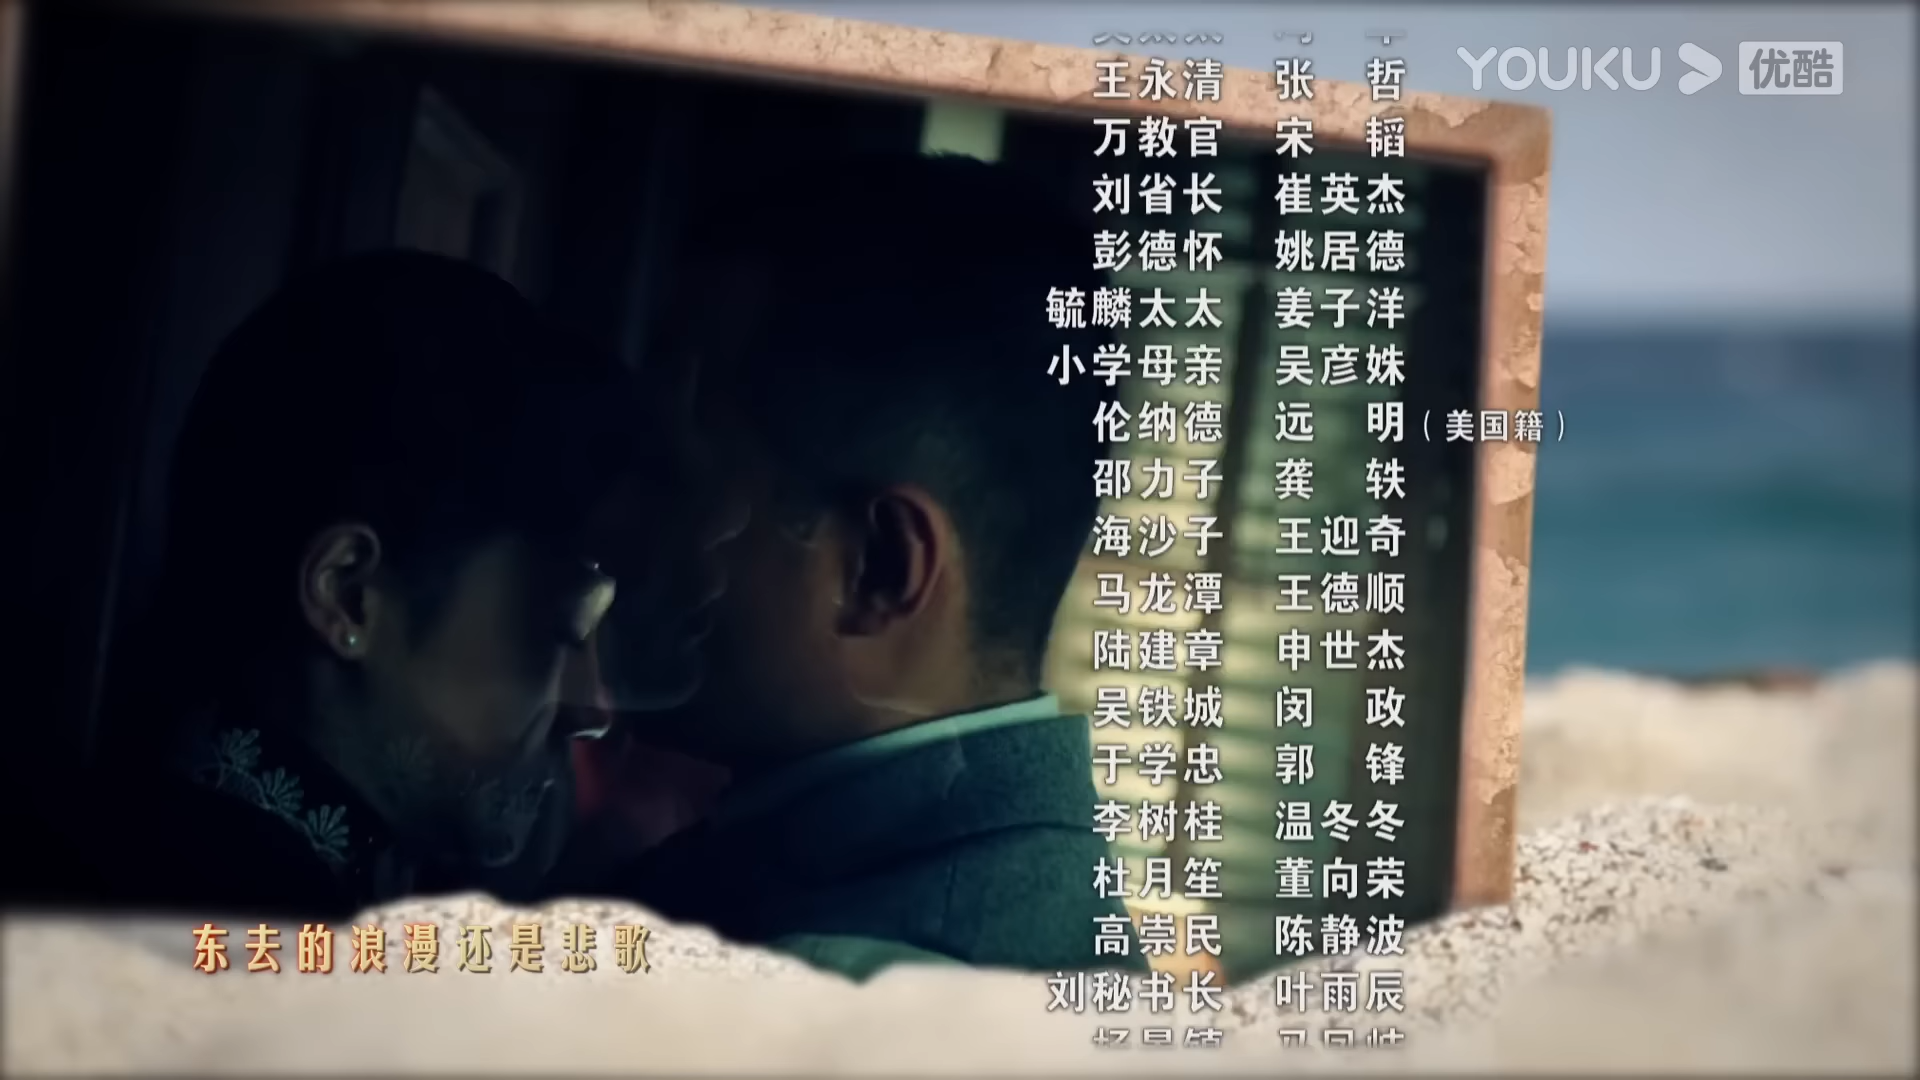 YOUKU 优酷
王永清 张哲
万教官 宋韬
刘省长 崔英杰
彭德怀 姚居德
毓麟太太 姜子洋
小学母亲 吴彦姝
伦纳德 远明（美国籍）
邵力子 龚轶
海沙子 王迎奇
马龙潭 王德顺
陆建章 申世杰
吴铁城 闵政
于学忠 郭锋
李树桂 温冬冬
杜月笙 董向荣
高崇民 陈静波
刘秘书长 叶雨辰
东去的浪漫还是悲歌